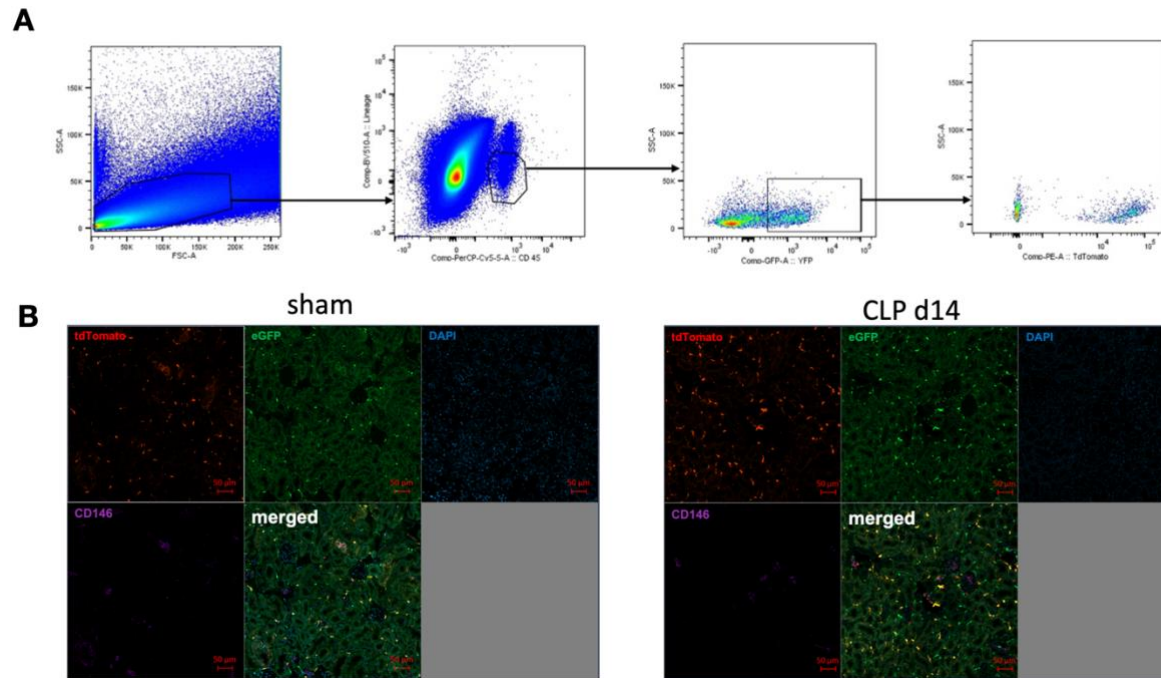 A
SSC-A
150K
100K
50K
0
0 50K 100K 150K 200K 250K
FSC-A
Comp-BV510-A :: Lineage
10^5
10^4
10^3
0
-10^3
-10^3 0 10^3 10^4
Comp-PerCP-Cy5-5-A :: CD 45
SSC-A
150K
100K
50K
0
-10^3 0 10^3 10^4 10^5
Comp-GFP-A :: YFP
SSC-A
150K
100K
50K
0
0 10^4 10^5
Comp-PE-A :: TdTomato
B
sham
CLP d14
tdTomato
eGFP
DAPI
50 µm
50 µm
50 µm
CD146
merged
50 µm
50 µm
tdTomato
eGFP
DAPI
50 µm
50 µm
50 µm
CD146
merged
50 µm
50 µm